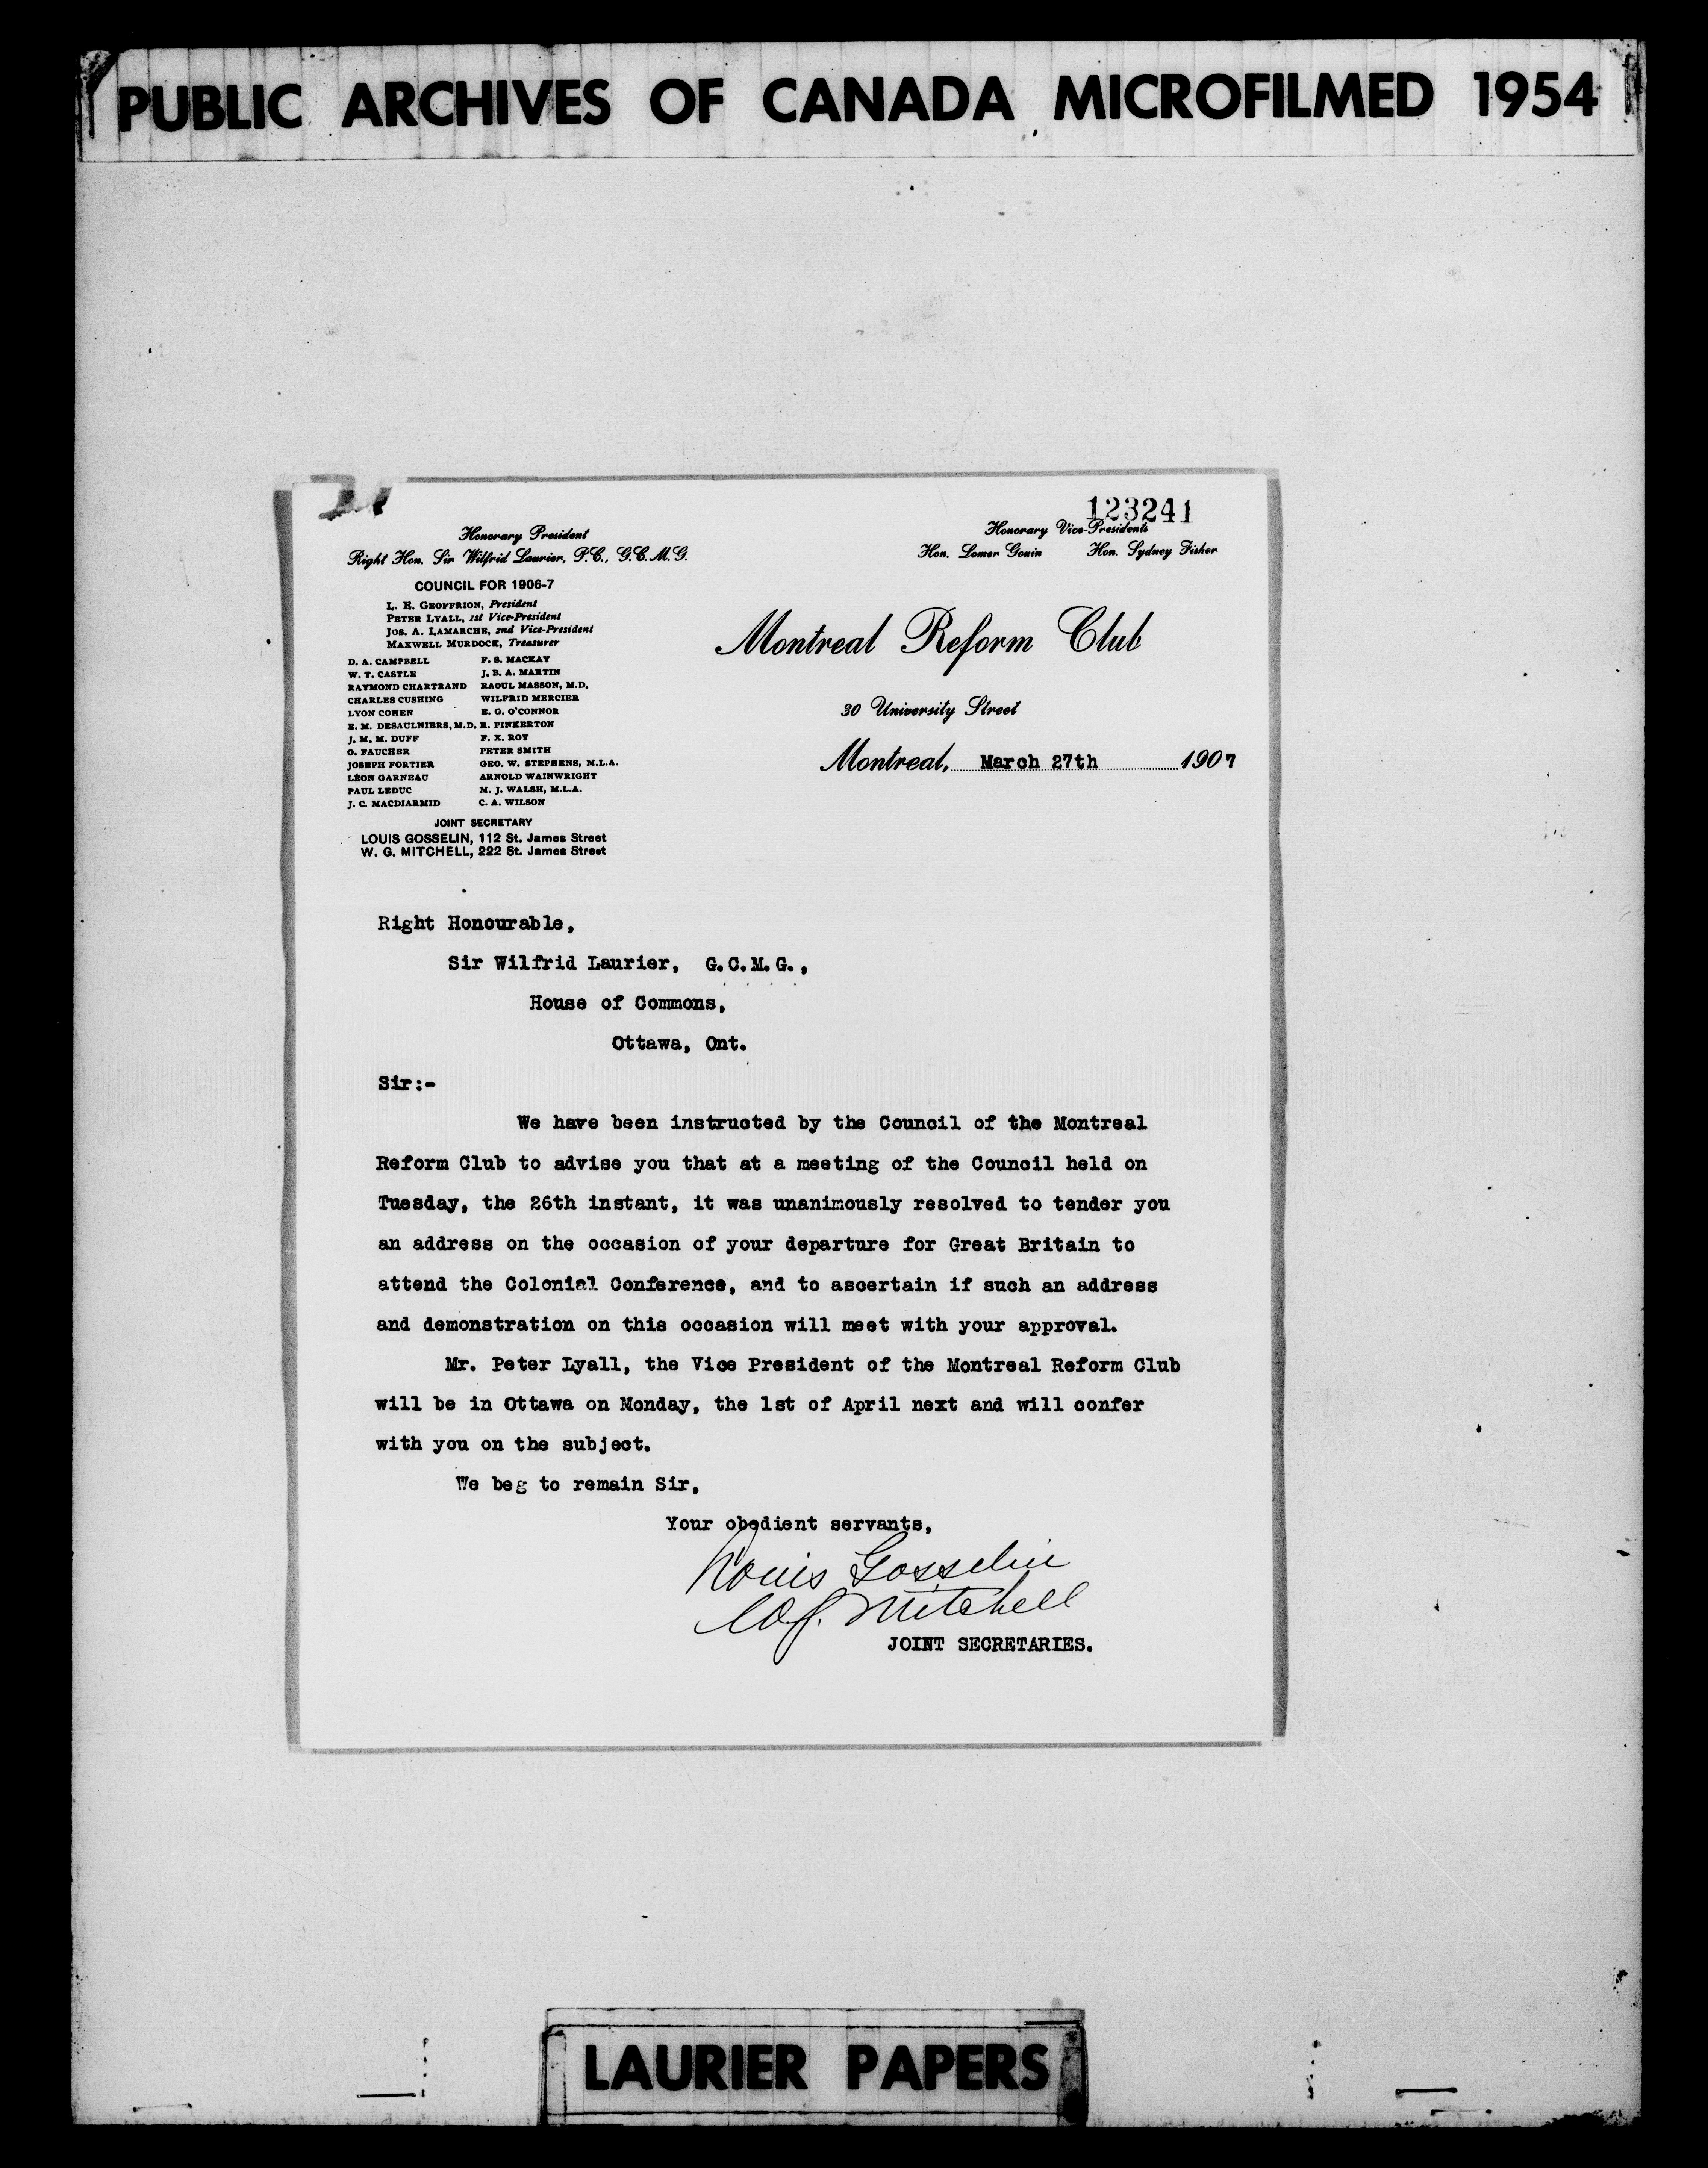 PUBLIC ARCHIVES OF CANADA MICROFILMED 1954
123241
Honorary President
Right Hon. Sir Wilfrid Laurier, P.C., G.C.M.G.
Honorary Vice-Presidents
Hon. Lomer Gouin Hon. Sydney Fisher
COUNCIL FOR 1906-7
L. E. GEOFFRION, President
PETER LYALL, 1st Vice-President
JOS. A. LAMARCHE, 2nd Vice-President
MAXWELL MURDOCK, Treasurer
D. A. CAMPBELL F. S. MACKAY
W. T. CASTLE J. B. A. MARTIN
RAYMOND CHARTRAND RAOUL MASSON, M.D.
CHARLES CUSHING WILFRID MERCIER
LYON COHEN E. G. O'CONNOR
E. M. DESAULNIERS, M.D. R. PINKERTON
J. M. M. DUFF F. X. ROY
O. FAUCHER PETER SMITH
JOSEPH FORTIER GEO. W. STEPHENS, M.L.A.
LÉON GARNEAU ARNOLD WAINWRIGHT
PAUL LEDUC M. J. WALSH, M.L.A.
J. C. MACDIARMID C. A. WILSON
JOINT SECRETARY
LOUIS GOSSELIN, 112 St. James Street
W. G. MITCHELL, 222 St. James Street
Montreal Reform Club
30 University Street
Montreal, March 27th 1907
Right Honourable,
Sir Wilfrid Laurier, G.C.M.G.,
House of Commons,
Ottawa, Ont.
Sir:-
We have been instructed by the Council of the Montreal
Reform Club to advise you that at a meeting of the Council held on
Tuesday, the 26th instant, it was unanimously resolved to tender you
an address on the occasion of your departure for Great Britain to
attend the Colonial Conference, and to ascertain if such an address
and demonstration on this occasion will meet with your approval.
Mr. Peter Lyall, the Vice President of the Montreal Reform Club
will be in Ottawa on Monday, the 1st of April next and will confer
with you on the subject.
We beg to remain Sir,
Your obedient servants,
Louis Gosselin
W.G. Mitchell
JOINT SECRETARIES.
LAURIER PAPERS